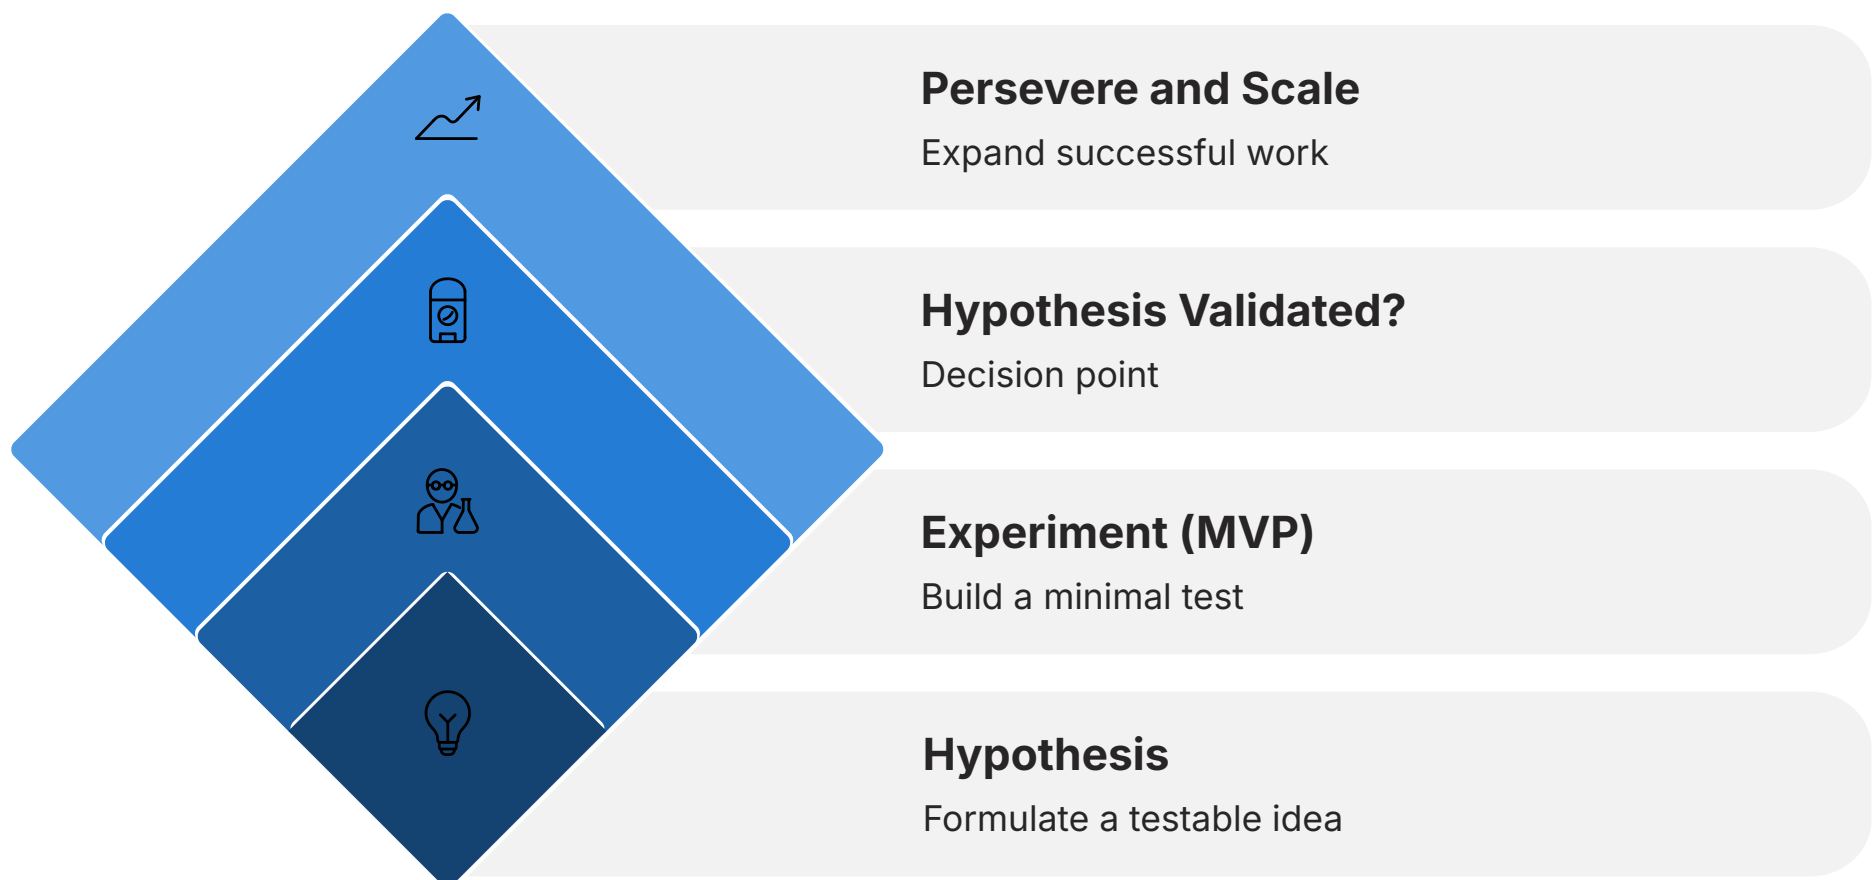 Persevere and Scale
Expand successful work
Hypothesis Validated?
Decision point
Experiment (MVP)
Build a minimal test
Hypothesis
Formulate a testable idea